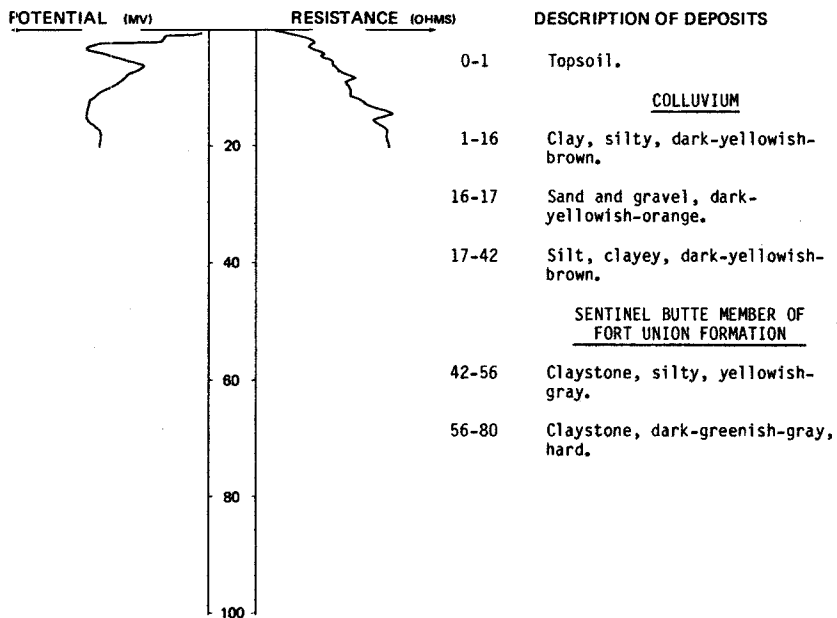 POTENTIAL (MV) RESISTANCE (OHMS) DESCRIPTION OF DEPOSITS
0-1 Topsoil.
COLLUVIUM
1-16 Clay, silty, dark-yellowish-
brown.
20
16-17 Sand and gravel, dark-
yellowish-orange.
17-42 Silt, clayey, dark-yellowish-
brown.
40
SENTINEL BUTTE MEMBER OF
FORT UNION FORMATION
42-56 Claystone, silty, yellowish-
gray.
60
56-80 Claystone, dark-greenish-gray,
hard.
80
100